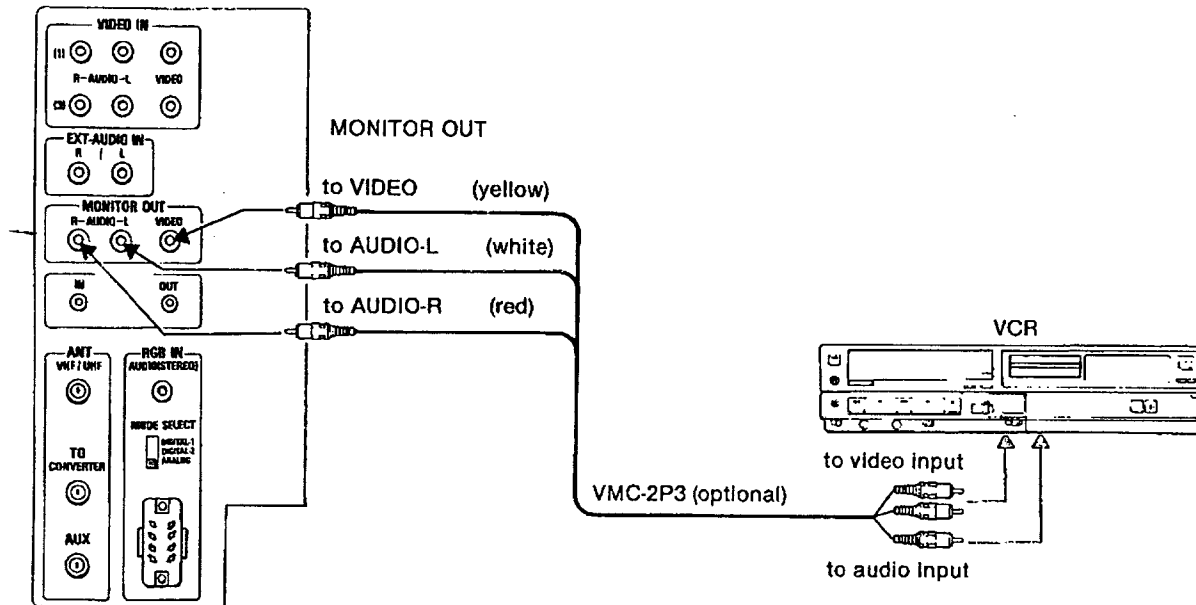 VIDEO IN
(1)
R-AUDIO-L VIDEO
EXT-AUDIO IN
R / L
MONITOR OUT
R-AUDIO-L VIDEO
IN OUT
ANT
VHF/UHF
TO
CONVERTER
AUX
RGB IN
AUDIO(STEREO)
MODE SELECT
DIGITAL-1
DIGITAL-2
ANALOG
MONITOR OUT
to VIDEO (yellow)
to AUDIO-L (white)
to AUDIO-R (red)
VCR
to video input
VMC-2P3 (optional)
to audio input